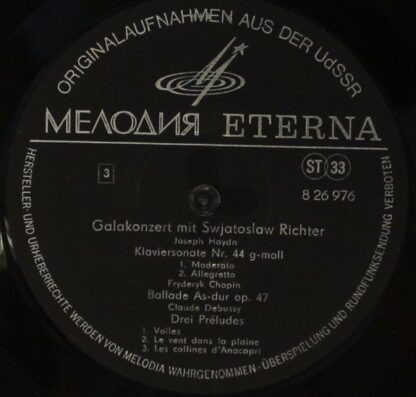 ORIGINALAUFNAHMEN AUS DER UdSSR
МЕЛОДИЯ ETERNA
3
ST 33
8 26 976
Galakonzert mit Swjatoslaw Richter
Joseph Haydn
Klaviersonate Nr. 44 g-moll
1. Moderato
2. Allegretto
Fryderyk Chopin
Ballade As-dur op. 47
Claude Debussy
Drei Préludes
1. Voiles
2. Le vent dans la plaine
3. Les collines d'Anacapri
HERSTELLER UND URHEBERRECHTE WERDEN VON MELODIA WAHRGENOMMEN · ÜBERSPIELUNG UND RUNDFUNKSENDUNG VERBOTEN